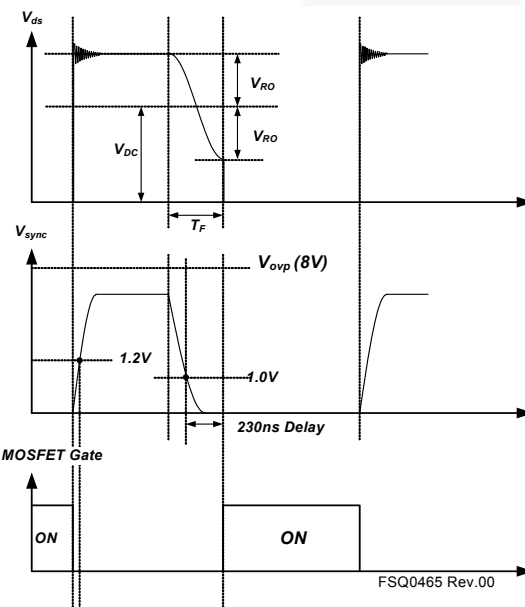 Vds
VRO
VRO
VDC
TF
Vsync
Vovp (8V)
1.2V
1.0V
230ns Delay
MOSFET Gate
ON
ON
FSQ0465 Rev.00